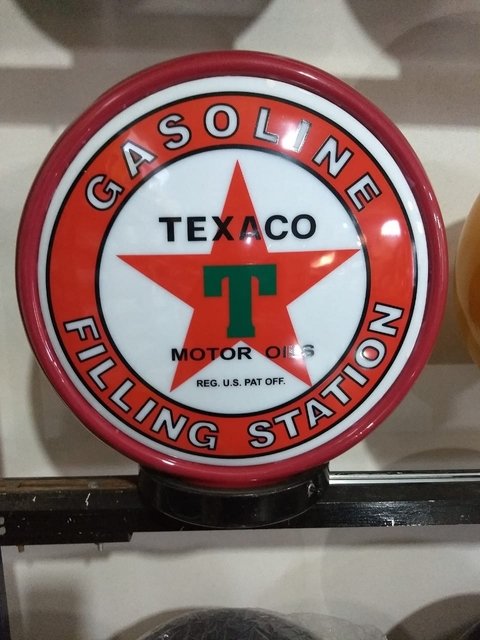 GASOLINE
TEXACO
T
MOTOR OILS
REG. U.S. PAT OFF.
FILLING STATION